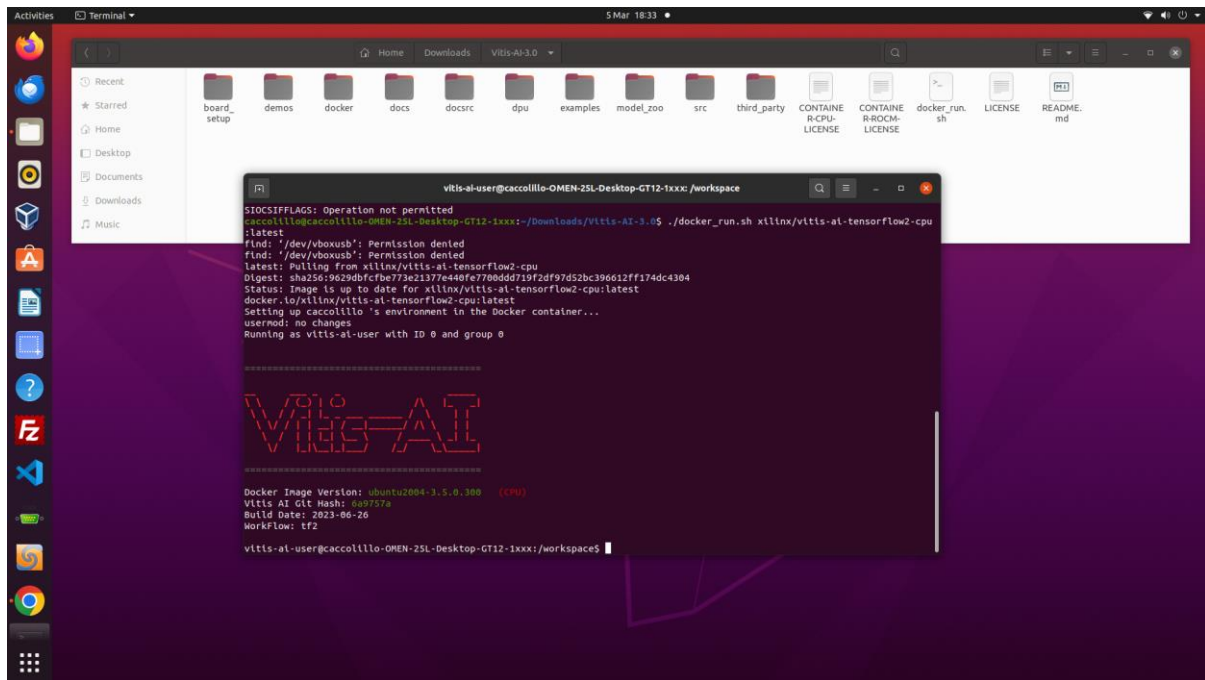 Activities
Terminal
5 Mar 18:33
Home Downloads Vitis-AI-3.0
Recent
Starred
Home
Desktop
Documents
Downloads
Music
board_
setup
demos
docker
docs
docsrc
dpu
examples
model_zoo
src
third_party
CONTAINE
R-CPU-
LICENSE
CONTAINE
R-ROCM-
LICENSE
docker_run.
sh
LICENSE
README.
md
vitis-ai-user@caccolillo-OMEN-25L-Desktop-GT12-1xxx: /workspace
SIOCSIFFLAGS: Operation not permitted
caccolillo@caccolillo-OMEN-25L-Desktop-GT12-1xxx:~/Downloads/Vitis-AI-3.0$ ./docker_run.sh xilinx/vitis-ai-tensorflow2-cpu
:latest
find: ‘/dev/vboxusb’: Permission denied
find: ‘/dev/vboxusb’: Permission denied
latest: Pulling from xilinx/vitis-ai-tensorflow2-cpu
Digest: sha256:9629dbfcfbe773e21377e440fe7700ddd719f2df97d52bc396612ff174dc4304
Status: Image is up to date for xilinx/vitis-ai-tensorflow2-cpu:latest
docker.io/xilinx/vitis-ai-tensorflow2-cpu:latest
Setting up caccolillo 's environment in the Docker container...
usermod: no changes
Running as vitis-ai-user with ID 0 and group 0
==========================================
Vitis-AI
==========================================
Docker Image Version: ubuntu2004-3.5.0.300 (CPU)
Vitis AI Git Hash: 6a9757a
Build Date: 2023-06-26
WorkFlow: tf2
vitis-ai-user@caccolillo-OMEN-25L-Desktop-GT12-1xxx:/workspace$